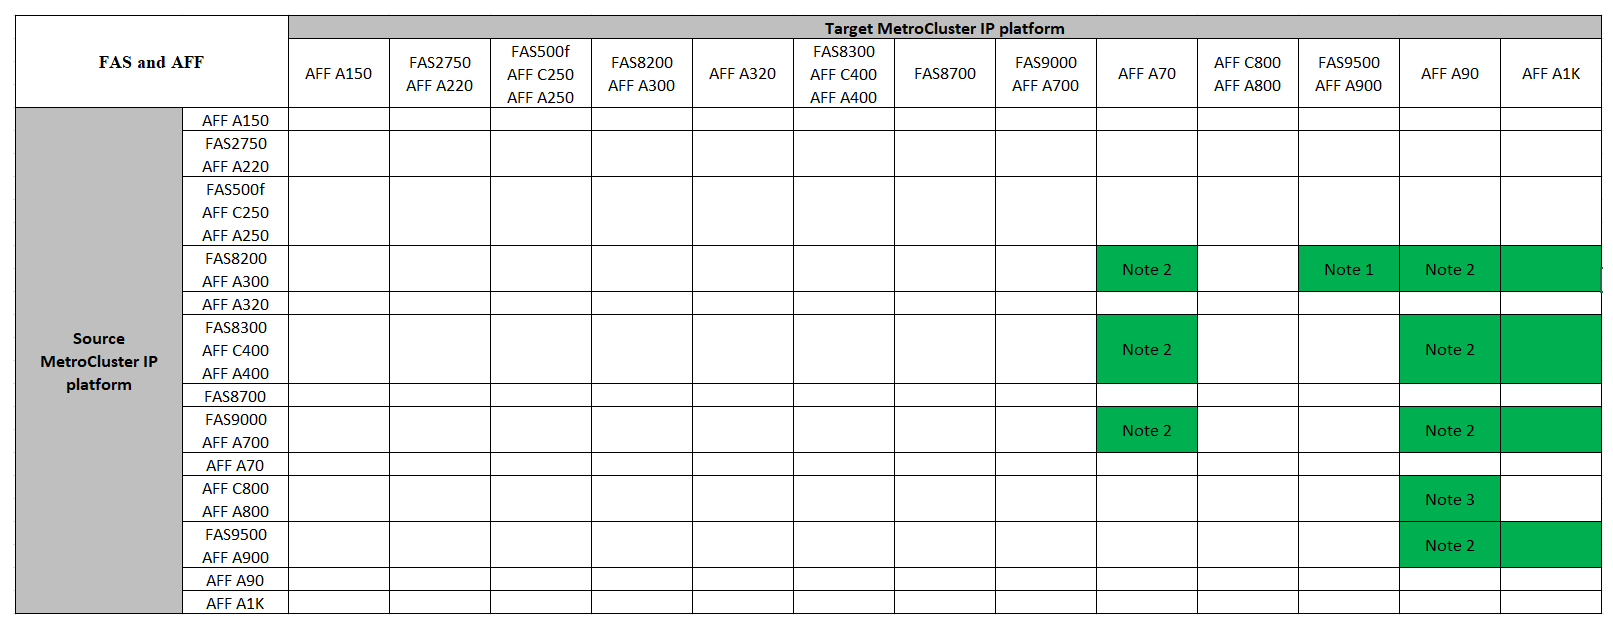 Target MetroCluster IP platform
FAS and AFF
AFF A150
FAS2750
AFF A220
FAS500f
AFF C250
AFF A250
FAS8200
AFF A300
AFF A320
FAS8300
AFF C400
AFF A400
FAS8700
FAS9000
AFF A700
AFF A70
AFF C800
AFF A800
FAS9500
AFF A900
AFF A90
AFF A1K
Source
MetroCluster IP
platform
AFF A150
FAS2750
AFF A220
FAS500f
AFF C250
AFF A250
FAS8200
AFF A300
Note 2
Note 1
Note 2
AFF A320
FAS8300
AFF C400
AFF A400
Note 2
Note 2
FAS8700
FAS9000
AFF A700
Note 2
Note 2
AFF A70
AFF C800
AFF A800
Note 3
FAS9500
AFF A900
Note 2
AFF A90
AFF A1K